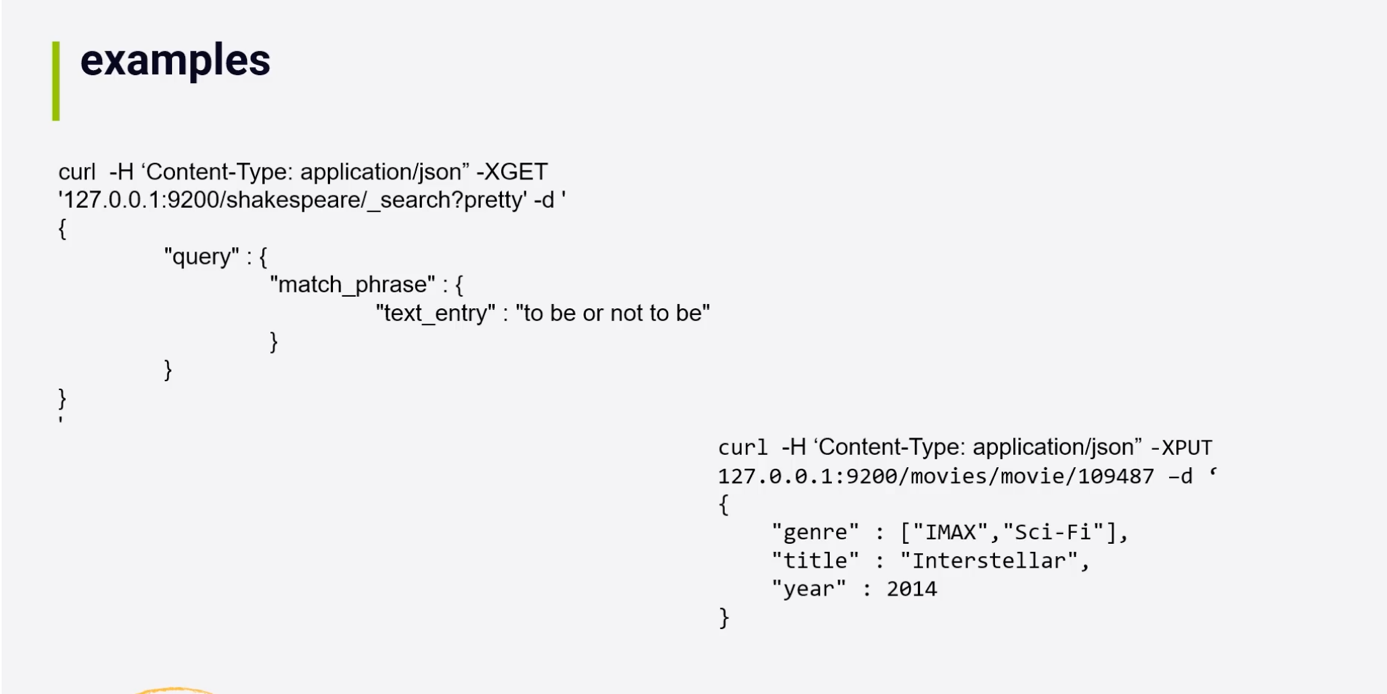 examples
curl  -H ‘Content-Type: application/json” -XGET
'127.0.0.1:9200/shakespeare/_search?pretty' -d '
{
"query" : {
"match_phrase" : {
"text_entry" : "to be or not to be"
}
}
}
'
curl  -H ‘Content-Type: application/json” -XPUT
127.0.0.1:9200/movies/movie/109487 –d ‘
{
"genre" : ["IMAX","Sci-Fi"],
"title" : "Interstellar",
"year" : 2014
}